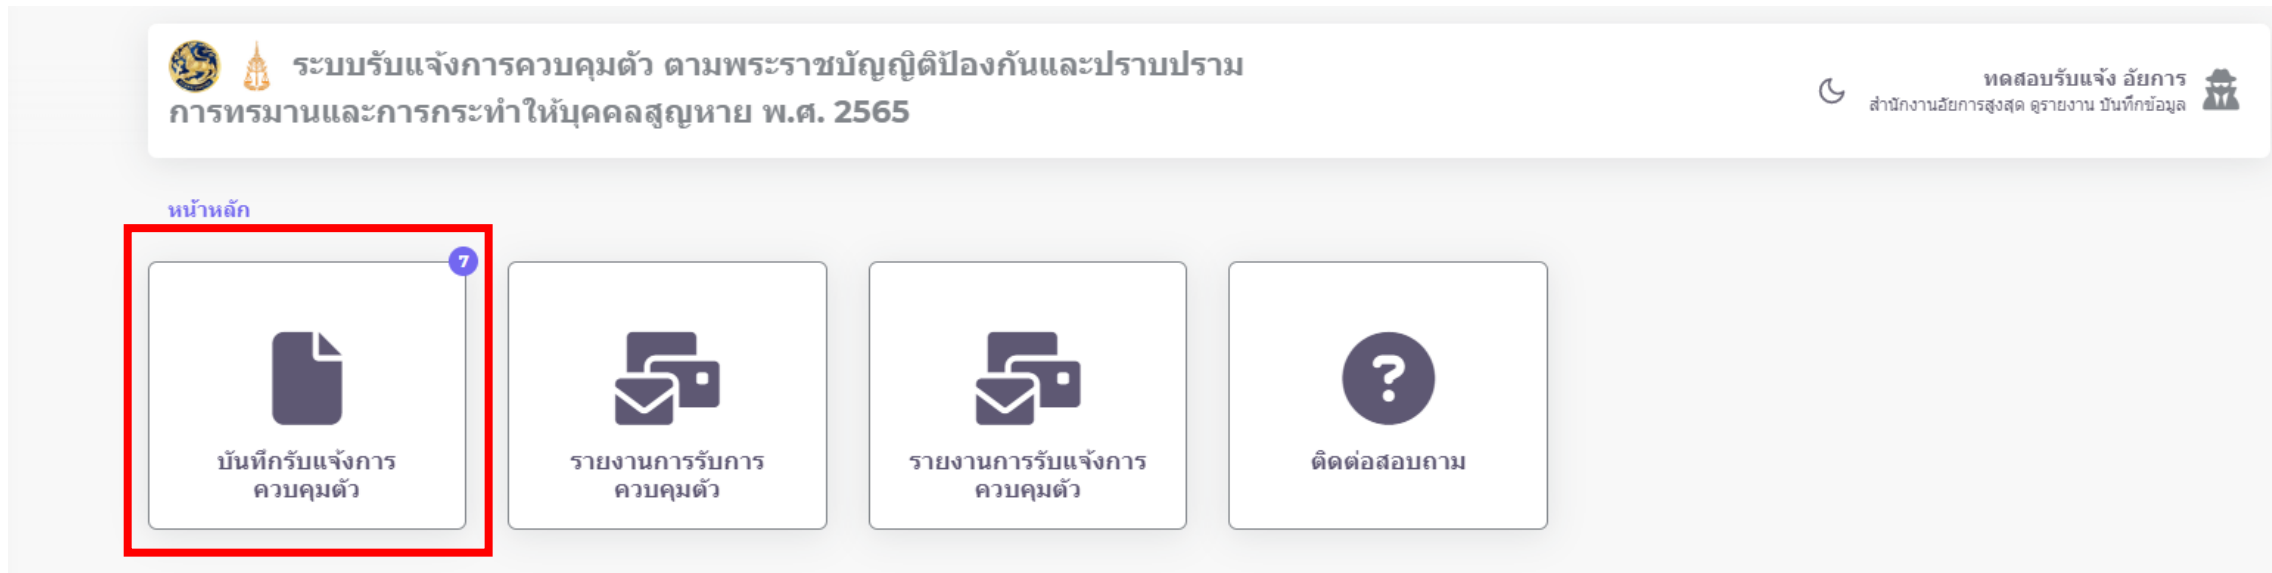 ระบบรับแจ้งการควบคุมตัว ตามพระราชบัญญิติป้องกันและปราบปราม
การทรมานและการกระทำให้บุคคลสูญหาย พ.ศ. 2565
ทดสอบรับแจ้ง อัยการ
สำนักงานอัยการสูงสุด ดูรายงาน บันทึกข้อมูล
หน้าหลัก
7
บันทึกรับแจ้งการ
ควบคุมตัว
รายงานการรับการ
ควบคุมตัว
รายงานการรับแจ้งการ
ควบคุมตัว
ติดต่อสอบถาม